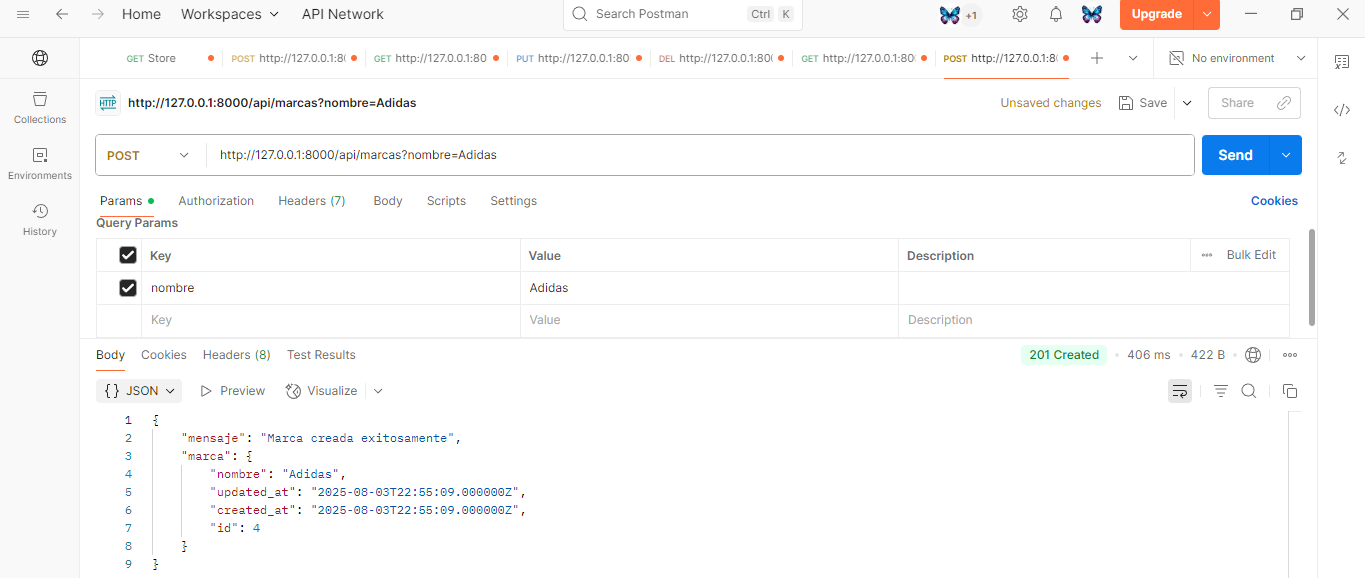 Home Workspaces API Network Search Postman Ctrl K +1 Upgrade
GET Store POST http://127.0.0.1:80 GET http://127.0.0.1:80 PUT http://127.0.0.1:80 DEL http://127.0.0.1:80 GET http://127.0.0.1:80 POST http://127.0.0.1:8 No environment
HTTP http://127.0.0.1:8000/api/marcas?nombre=Adidas Unsaved changes Save Share
Collections
Environments
History
POST http://127.0.0.1:8000/api/marcas?nombre=Adidas Send
Params Authorization Headers (7) Body Scripts Settings Cookies
Query Params
Key Value Description Bulk Edit
nombre Adidas
Key Value Description
Body Cookies Headers (8) Test Results 201 Created 406 ms 422 B
{} JSON Preview Visualize
1 {
2 "mensaje": "Marca creada exitosamente",
3 "marca": {
4 "nombre": "Adidas",
5 "updated_at": "2025-08-03T22:55:09.000000Z",
6 "created_at": "2025-08-03T22:55:09.000000Z",
7 "id": 4
8 }
9 }